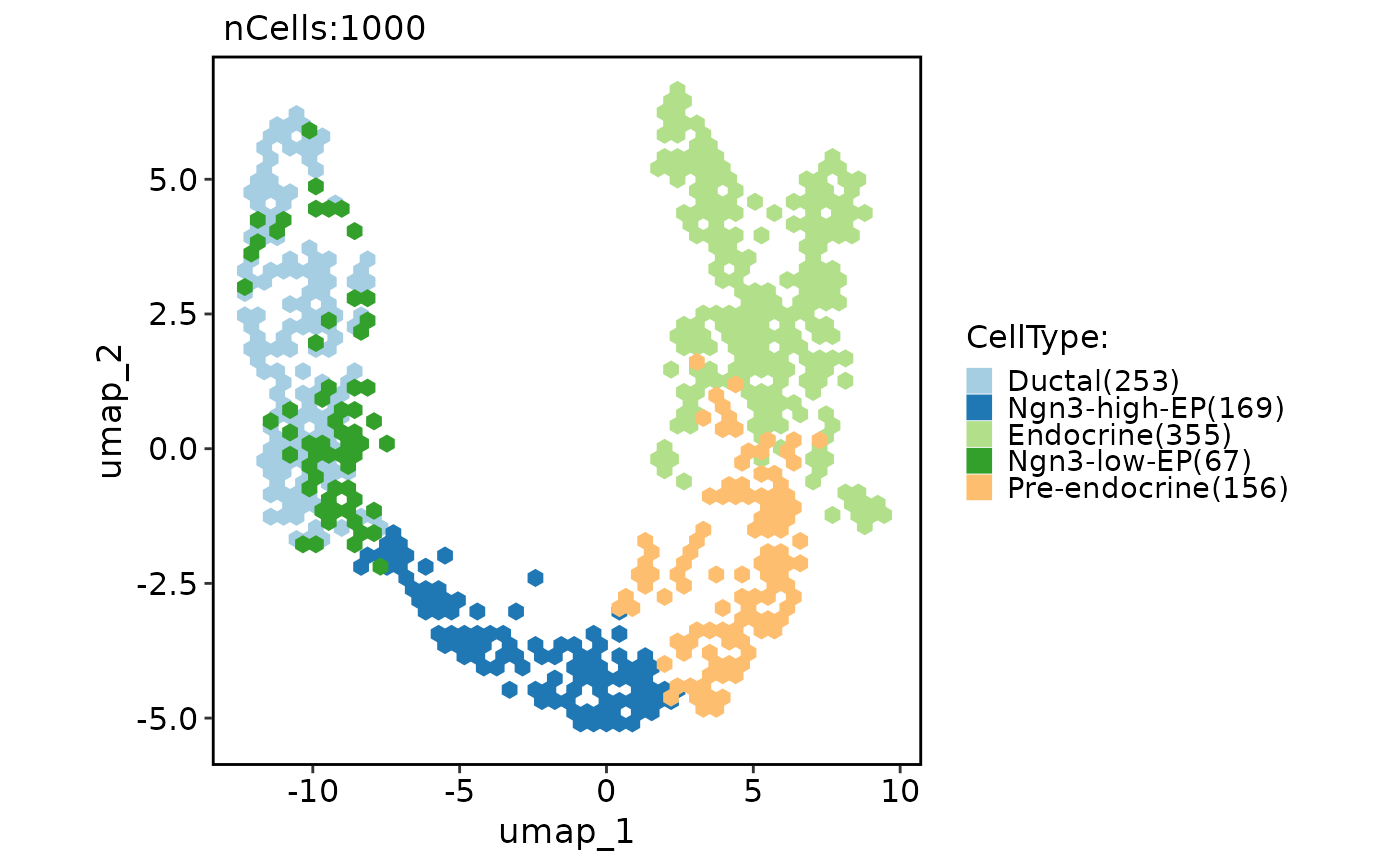 nCells:1000
5.0
2.5
0.0
-2.5
-5.0
umap_2
-10 -5 0 5 10
umap_1
CellType:
Ductal(253)
Ngn3-high-EP(169)
Endocrine(355)
Ngn3-low-EP(67)
Pre-endocrine(156)